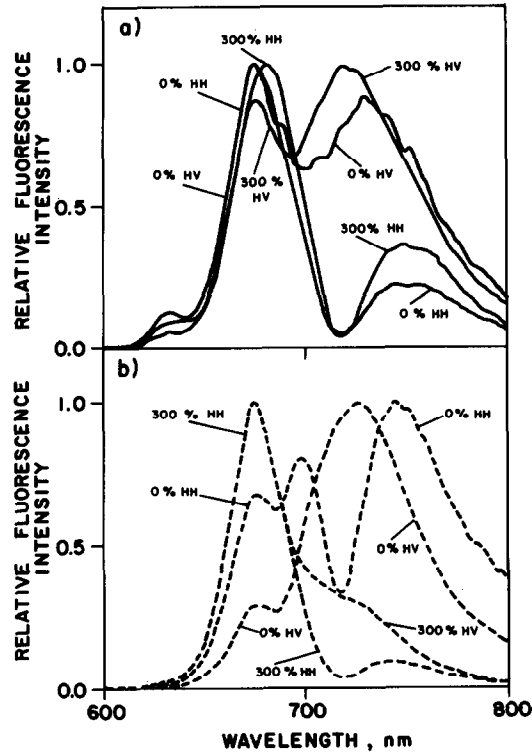 a)
300% HH
1.0
0% HH
300 % HV
0% HV
300 %
HV
0% HV
0.5
300% HH
0% HH
0.0
RELATIVE FLUORESCENCE
INTENSITY
b)
1.0
300 % HH
0% HH
0% HH
0.5
0% HV
0% HV
300% HV
300% HH
0.0
RELATIVE FLUORESCENCE
INTENSITY
600
700
800
WAVELENGTH , nm